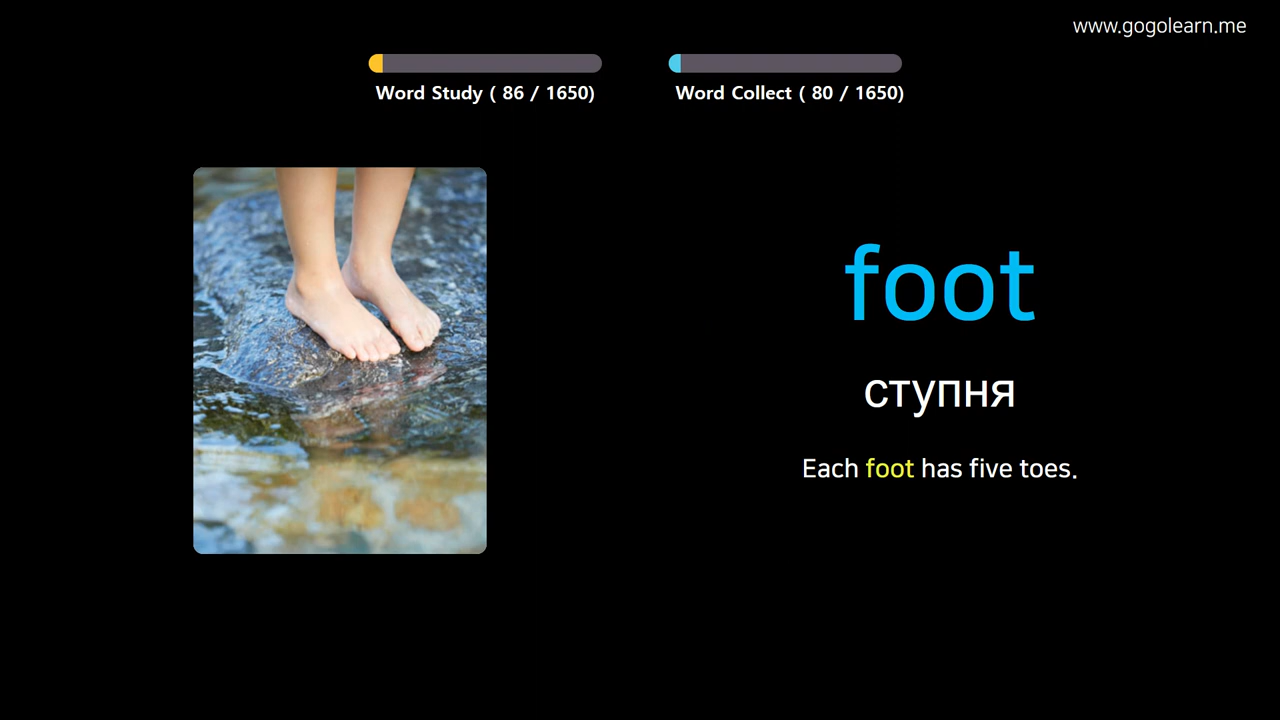 www.gogolearn.me
Word Study ( 86 / 1650)
Word Collect ( 80 / 1650)
foot
ступня
Each foot has five toes.